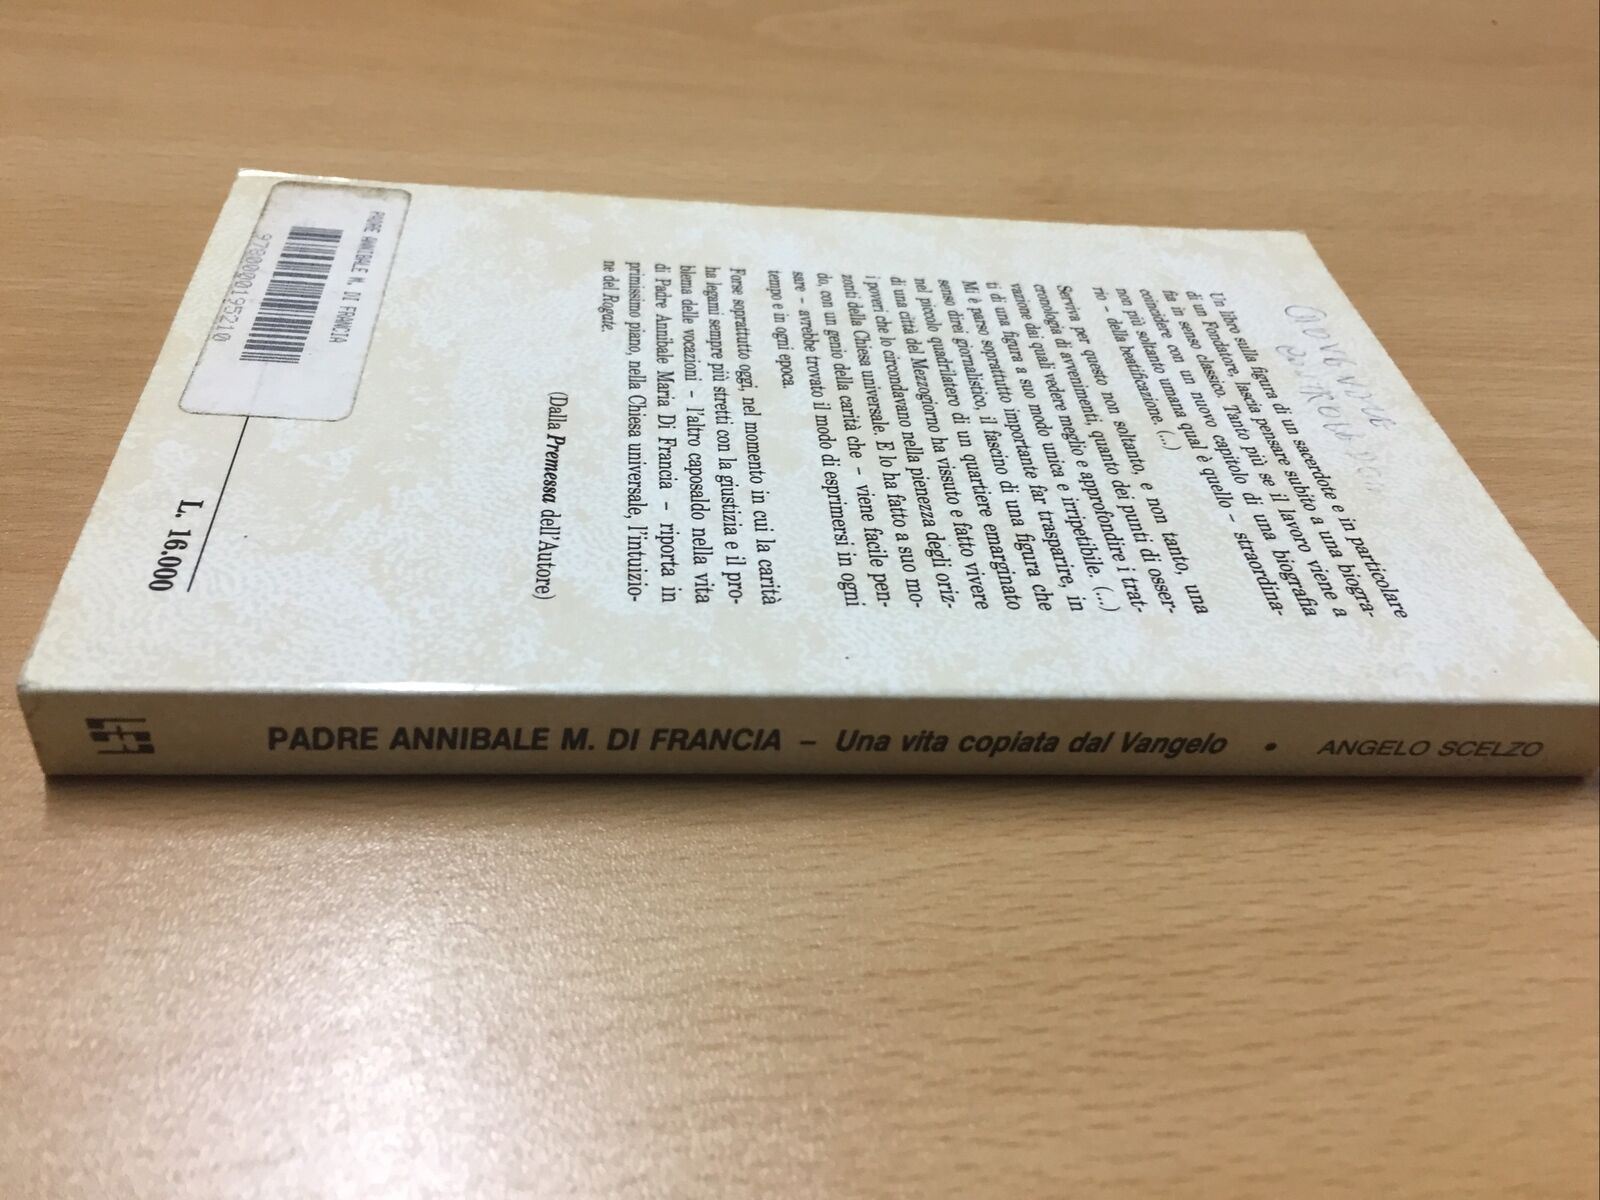 Un libro sulla figura di un sacerdote e in particolare
di un Fondatore, lascia pensare subito a una biogra-
fia in senso classico. Tanto più se il lavoro viene a
coincidere con un nuovo capitolo di una biografia
non più soltanto umana qual è quello – straordina-
rio – della beatificazione. (...)
Serviva per questo non soltanto, e non tanto, una
cronologia di avvenimenti, quanto dei punti di osser-
vazione dai quali vedere meglio e approfondire i trat-
ti di una figura a suo modo unica e irripetibile. (...)
Mi è parso soprattutto importante far trasparire, in
senso direi giornalistico, il fascino di una figura che
nel piccolo quadrilatero di un quartiere emarginato
di una città del Mezzogiorno ha vissuto e fatto vivere
i poveri che lo circondavano nella pienezza degli oriz-
zonti della Chiesa universale. E lo ha fatto a suo mo-
do, con un genio della carità che – viene facile pen-
sare – avrebbe trovato il modo di esprimersi in ogni
tempo e in ogni epoca.
Forse soprattutto oggi, nel momento in cui la carità
ha legami sempre più stretti con la giustizia e il pro-
blema delle vocazioni – l'altro caposaldo nella vita
di Padre Annibale Maria Di Francia – riporta in
primissimo piano, nella Chiesa universale, l'intuizio-
ne del Rogate.
(Dalla Premessa dell'Autore)
PADRE ANNIBALE M. DI FRANCIA
9780000195210
L. 16.000
PADRE ANNIBALE M. DI FRANCIA – Una vita copiata dal Vangelo • ANGELO SCELZO